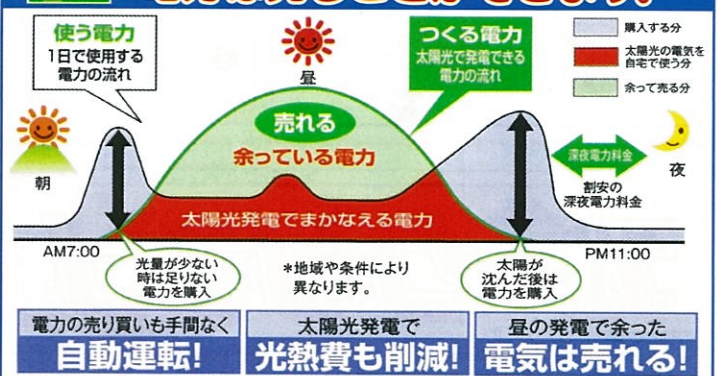 使う電力
1日で使用する
電力の流れ
昼
つくる電力
太陽光で発電できる
電力の流れ
購入する分
太陽光の電気を
自宅で使う分
余って売る分
売れる
余っている電力
朝
深夜電力料金
夜
割安の
深夜電力料金
太陽光発電でまかなえる電力
AM7:00
PM11:00
光量が少ない
時は足りない
電力を購入
*地域や条件により
異なります。
太陽が
沈んだ後は
電力を購入
電力の売り買いも手間なく
自動運転!
太陽光発電で
光熱費も削減!
昼の発電で余った
電気は売れる!